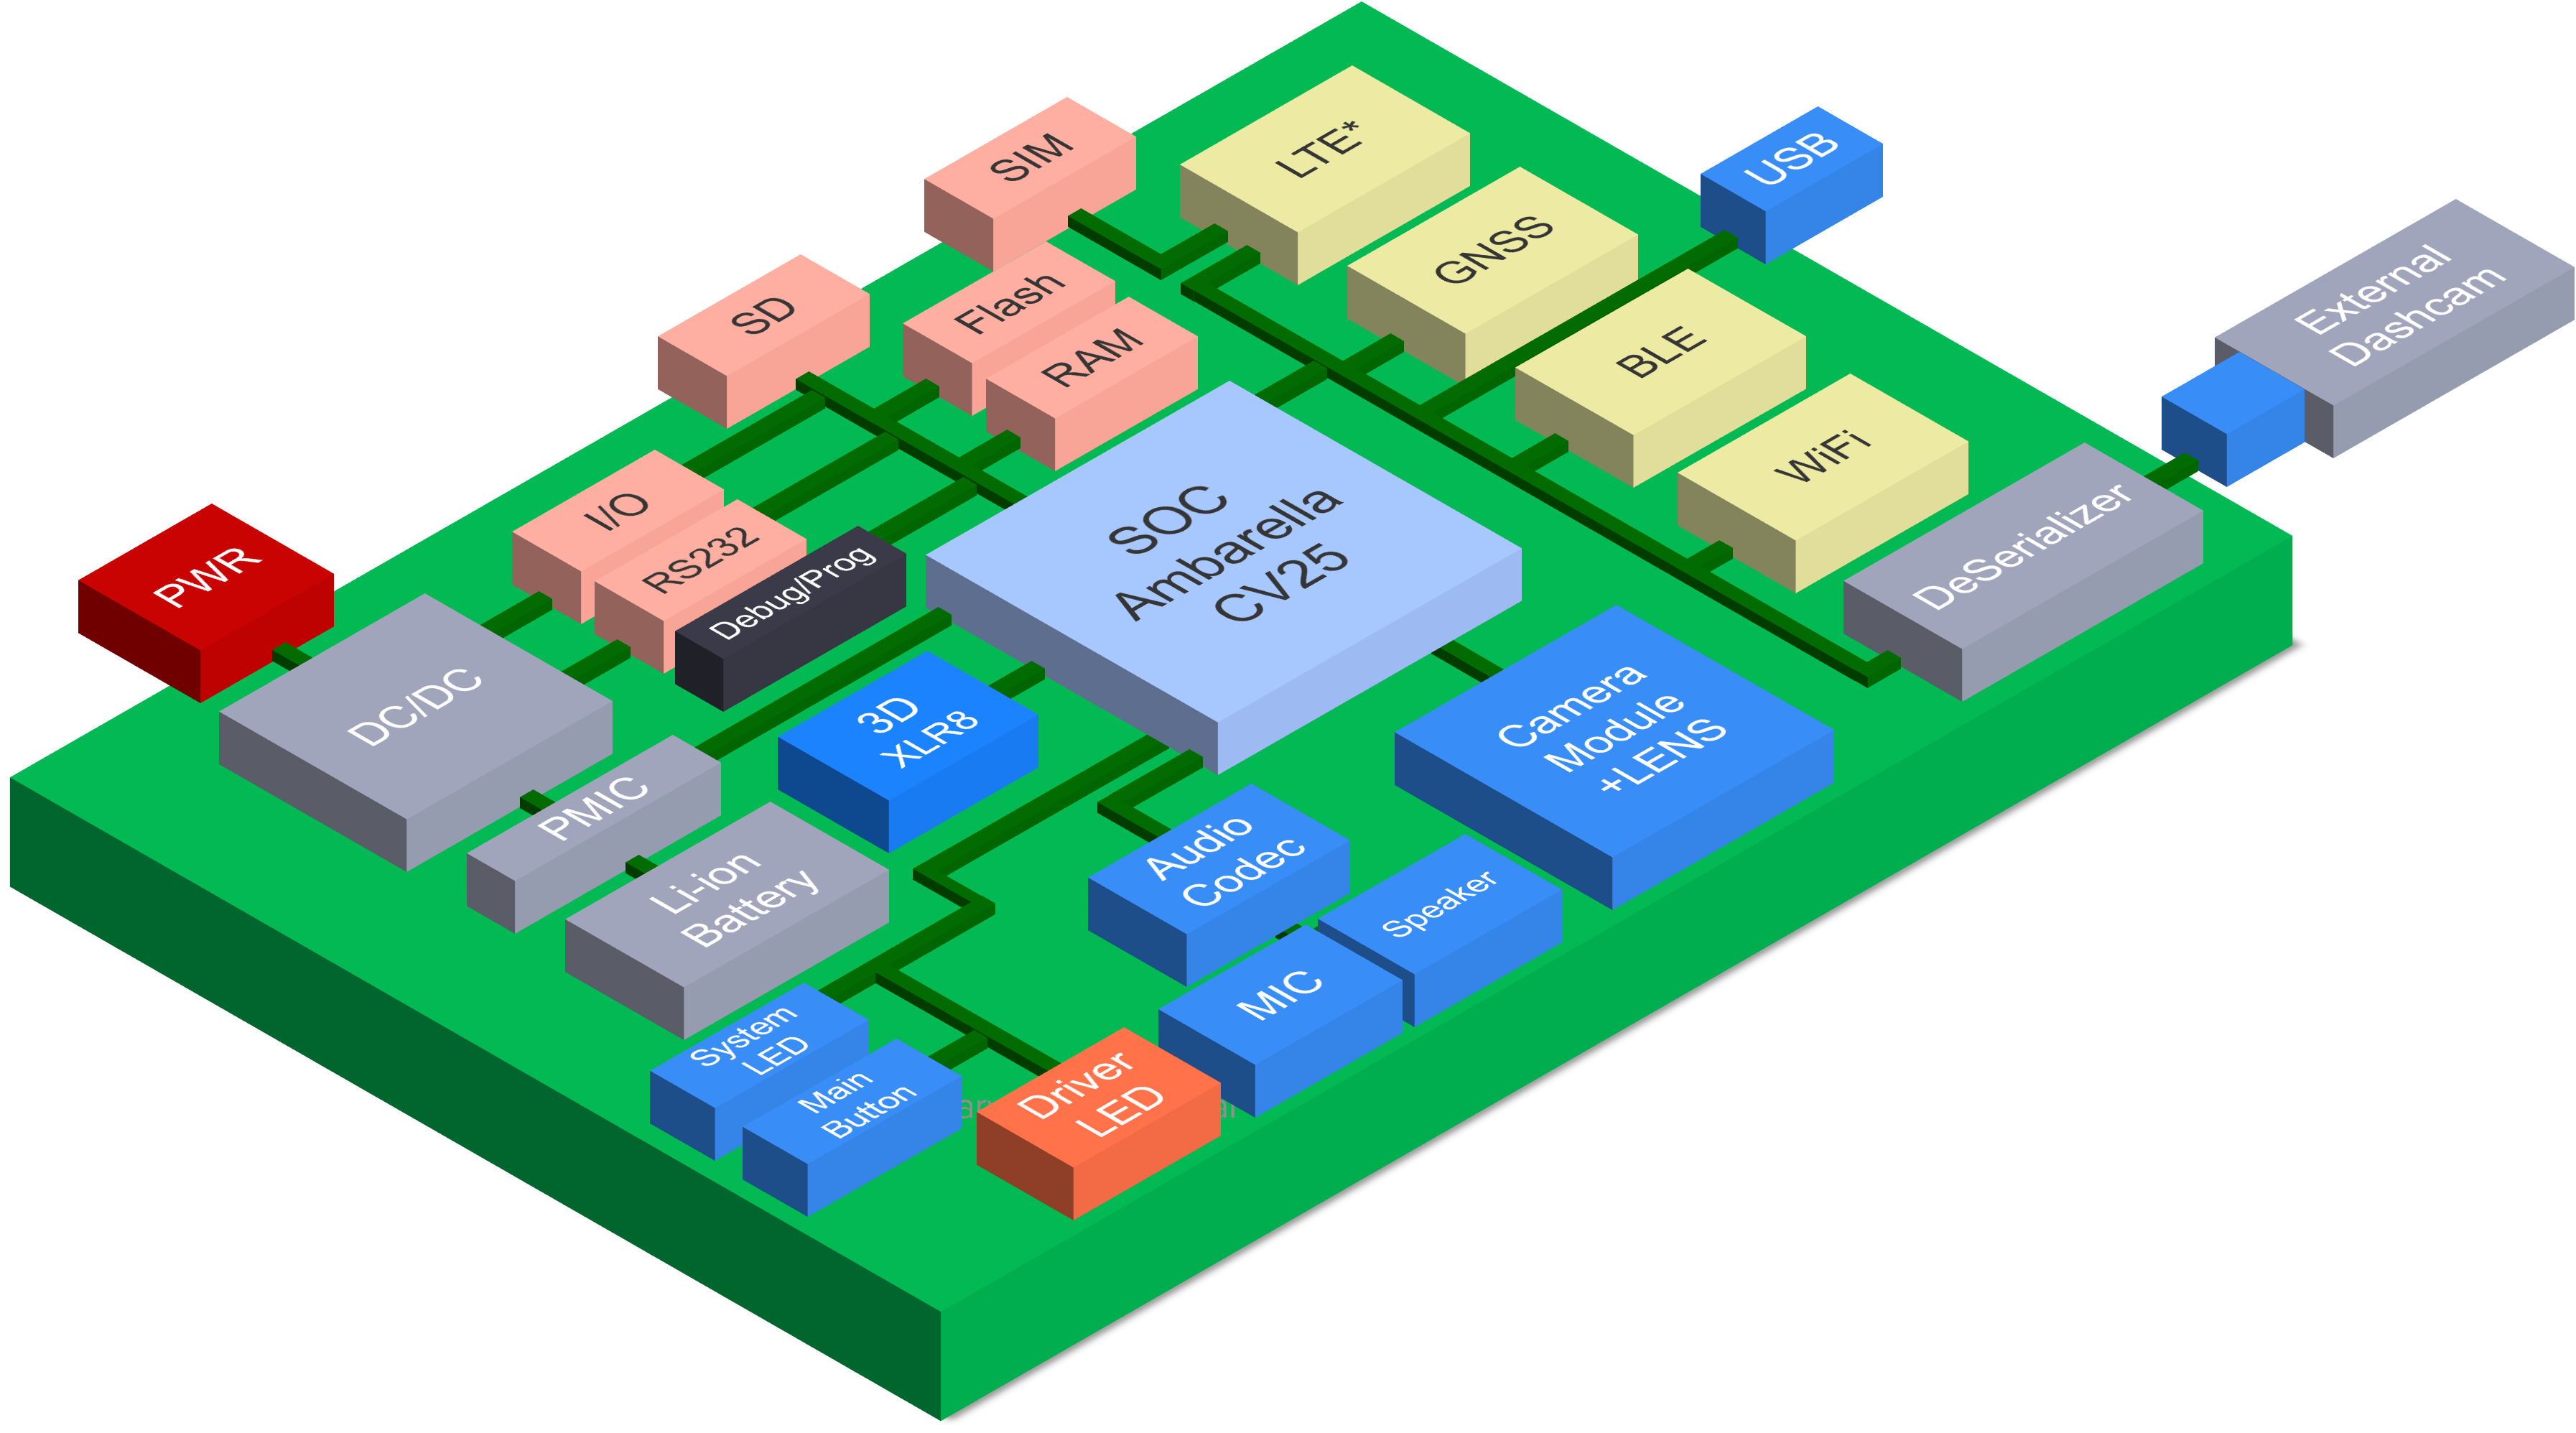 LTE*
SIM
USB
GNSS
Flash
SD
RAM
BLE
External
Dashcam
WiFi
I/O
RS232
Debug/Prog
SOC
Ambarella
CV25
DeSerializer
PWR
DC/DC
3D
XLR8
Camera
Module
+LENS
PMIC
Li-ion
Battery
Audio
Codec
Speaker
MIC
System
LED
Main
Button
Driver
LED